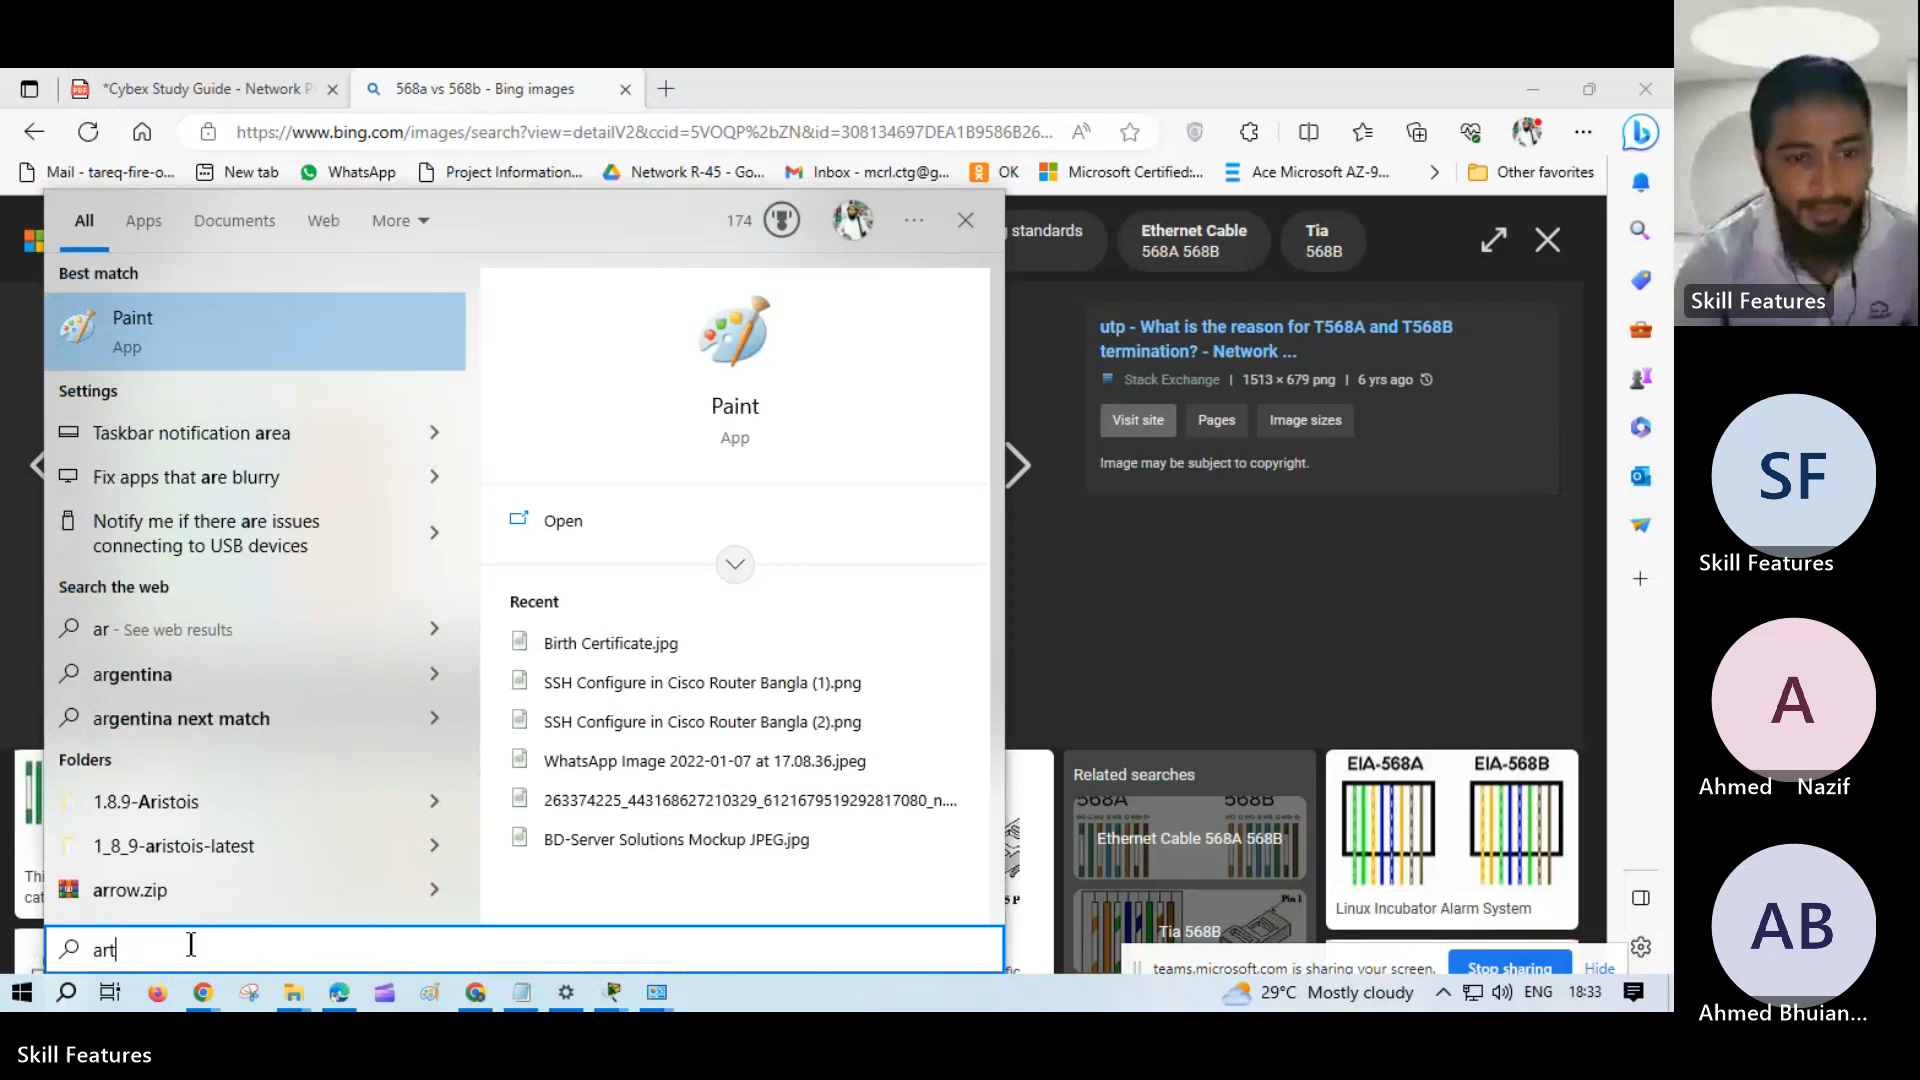 *Cybex Study Guide - Network P
568a vs 568b - Bing images
https://www.bing.com/images/search?view=detailV2&ccid=5VOQP%2bZN&id=308134697DEA1B9586B26...
Mail - tareq-fire-o...
New tab
WhatsApp
Project Information...
Network R-45 - Go...
Inbox - mcrl.ctg@g...
OK
Microsoft Certified:...
Ace Microsoft AZ-9...
Other favorites
All
Apps
Documents
Web
More
174
Best match
Paint
App
Settings
Taskbar notification area
Fix apps that are blurry
Notify me if there are issues
connecting to USB devices
Search the web
ar - See web results
argentina
argentina next match
Folders
1.8.9-Aristois
1_8_9-aristois-latest
arrow.zip
art
Paint
App
Open
Recent
Birth Certificate.jpg
SSH Configure in Cisco Router Bangla (1).png
SSH Configure in Cisco Router Bangla (2).png
WhatsApp Image 2022-01-07 at 17.08.36.jpeg
263374225_443168627210329_6121679519292817080_n....
BD-Server Solutions Mockup JPEG.jpg
standards
Ethernet Cable
568A 568B
Tia
568B
utp - What is the reason for T568A and T568B
termination? - Network ...
Stack Exchange | 1513 × 679 png | 6 yrs ago
Visit site
Pages
Image sizes
Image may be subject to copyright.
Thi
cat
Related searches
568A
568B
Ethernet Cable 568A 568B
Pin 1
Tia 568B
EIA-568A
EIA-568B
Linux Incubator Alarm System
teams.microsoft.com is sharing your screen.
Stop sharing
Hide
29°C Mostly cloudy
ENG
18:33
Skill Features
SF
Skill Features
A
Ahmed Nazif
AB
Ahmed Bhuian...
Skill Features